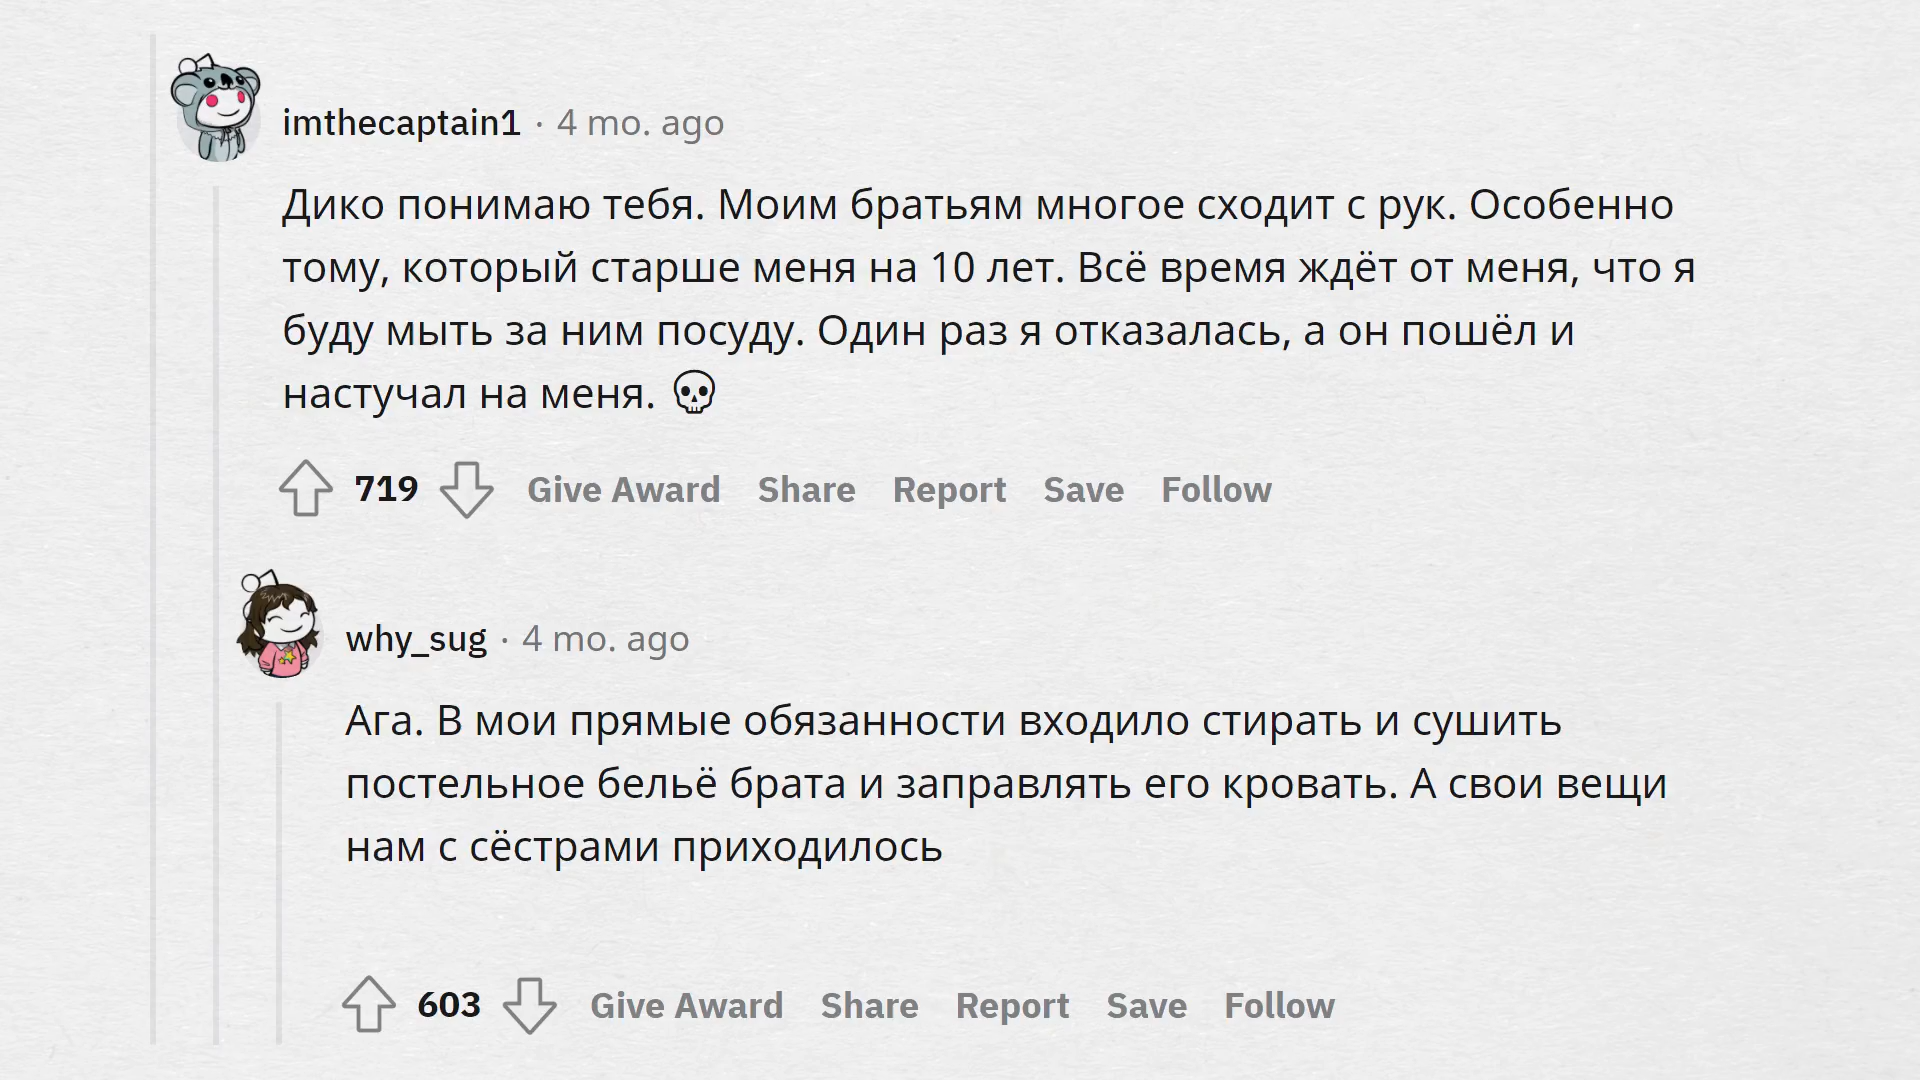 imthecaptain1 · 4 mo. ago
Дико понимаю тебя. Моим братьям многое сходит с рук. Особенно
тому, который старше меня на 10 лет. Всё время ждёт от меня, что я
буду мыть за ним посуду. Один раз я отказалась, а он пошёл и
настучал на меня. 💀
719 Give Award Share Report Save Follow
why_sug · 4 mo. ago
Ага. В мои прямые обязанности входило стирать и сушить
постельное бельё брата и заправлять его кровать. А свои вещи
нам с сёстрами приходилось
603 Give Award Share Report Save Follow